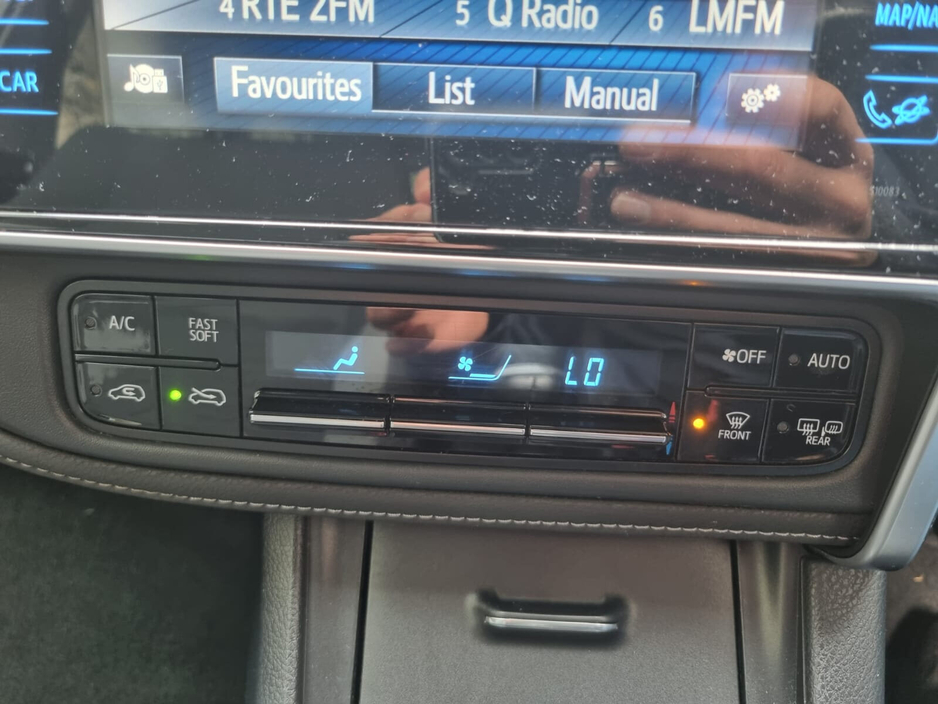 4 RTE 2FM 5 Q Radio 6 LMFM
MAP/NA
CAR
Favourites List Manual
S10083
A/C FAST SOFT LO OFF AUTO
FRONT REAR